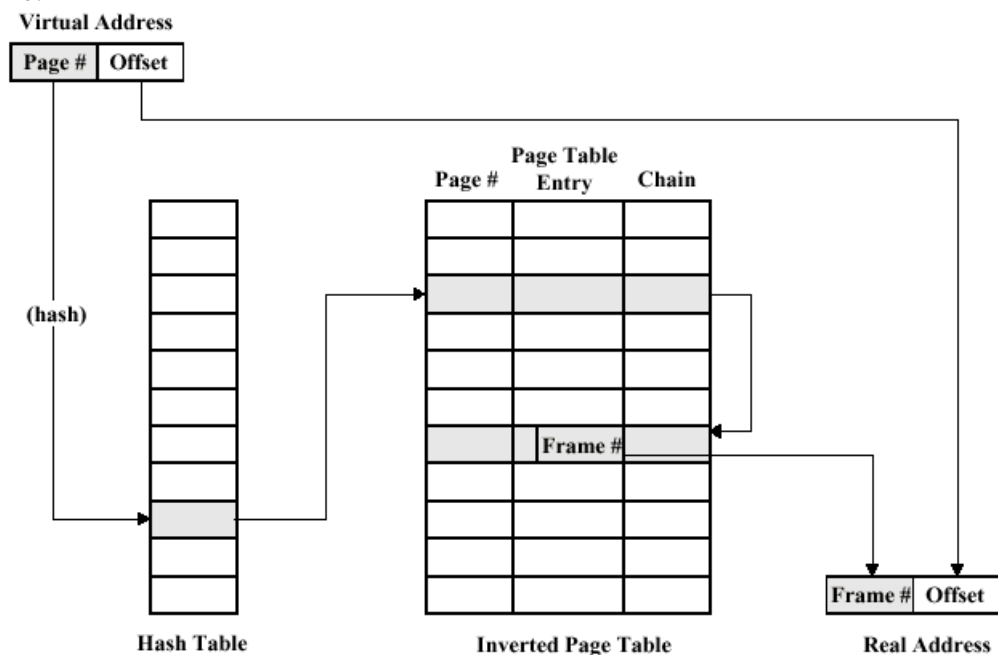 Virtual Address
Page # Offset
Page Table
Page # Entry Chain
(hash)
Frame #
Frame # Offset
Hash Table Inverted Page Table Real Address